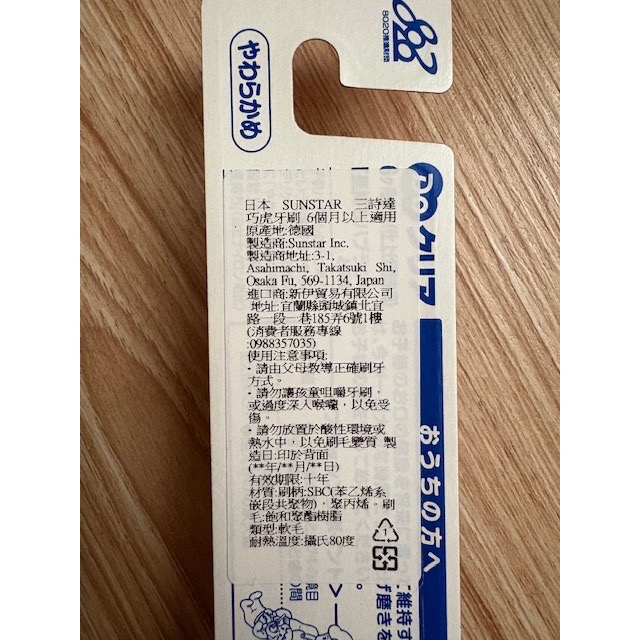 8020推進財団
やわらかめ
日本 SUNSTAR 三詩達
巧虎牙刷 6個月以上適用
原產地:德國
製造商:Sunstar Inc.
製造商地址:3-1,
Asahimachi, Takatsuki Shi,
Osaka Fu, 569-1134, Japan
進口商:新伊貿易有限公司
地址:宜蘭縣頭城鎮北宜
路一段一巷185弄6號1樓
(消費者服務專線
:0988357035)
使用注意事項:
・請由父母教導正確刷牙
方式。
・請勿讓孩童咀嚼牙刷,
或過度深入喉嚨,以免受
傷。
・請勿放置於酸性環境或
熱水中,以免刷毛變質 製
造日:印於背面
(**年/**月/**日)
有效期限:十年
材質:刷柄:SBC(苯乙烯系
嵌段共聚物),聚丙烯。刷
毛:飽和聚酯樹脂
類型:軟毛
耐熱溫度:攝氏80度
クリア
おうちの方へ
維持す
磨きを